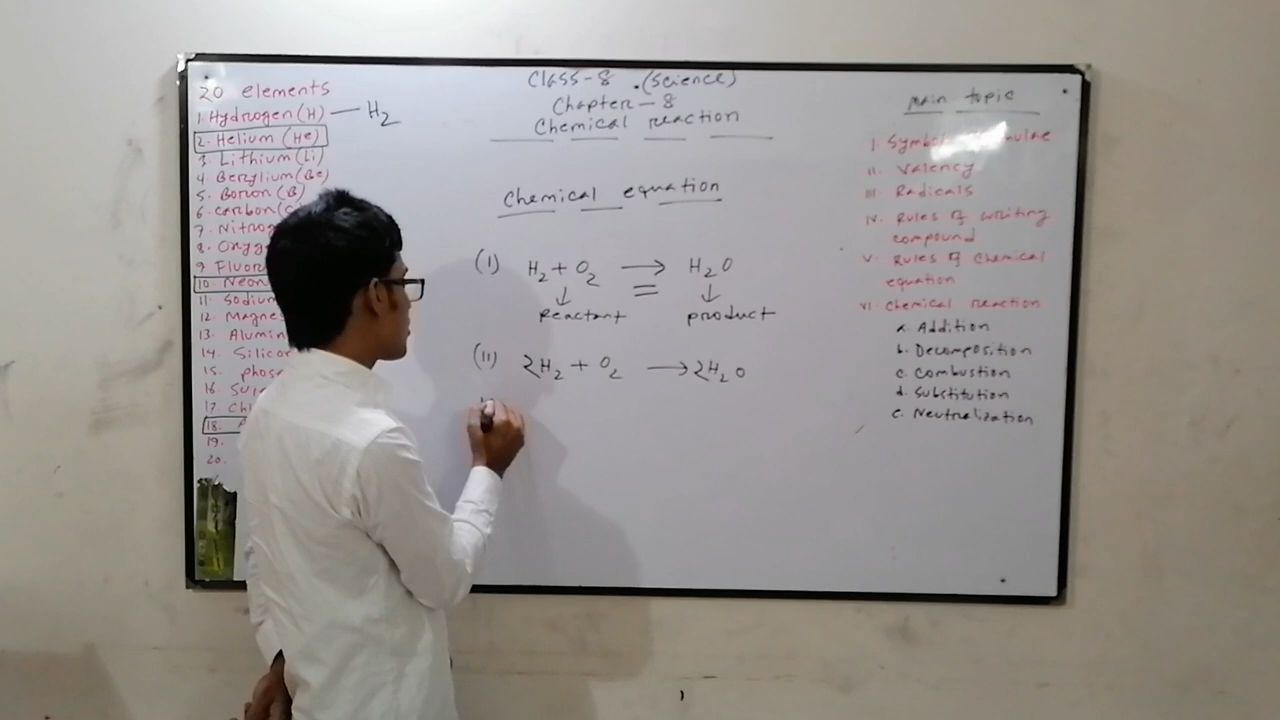 20 elements
1. Hydrogen (H) — H2
2. Helium (He)
3. Lithium (Li)
4. Berylium (Be)
5. Boron (B)
6. Carbon (C
7. Nitrog
8. Oxyg
9 Fluor
10. Neon
11. Sodium
12. Magne
13. Alumin
14. Silico
15. phos
16. Su
17. Chl
18.
19.
20.
Class-8 . (Science)
Chapter - 8
Chemical reaction
Chemical equation
(I) H2 + O2 → H2O
Reactant product
(II) 2H2 + O2 → 2H2O
Main topic
I. Symbol
II. Valency
III. Radicals
IV. Rules of writing
compound
V. Rules of Chemical
equation
VI. Chemical reaction
a. Addition
b. Decomposition
c. Combustion
d. Substitution
e. Neutralization